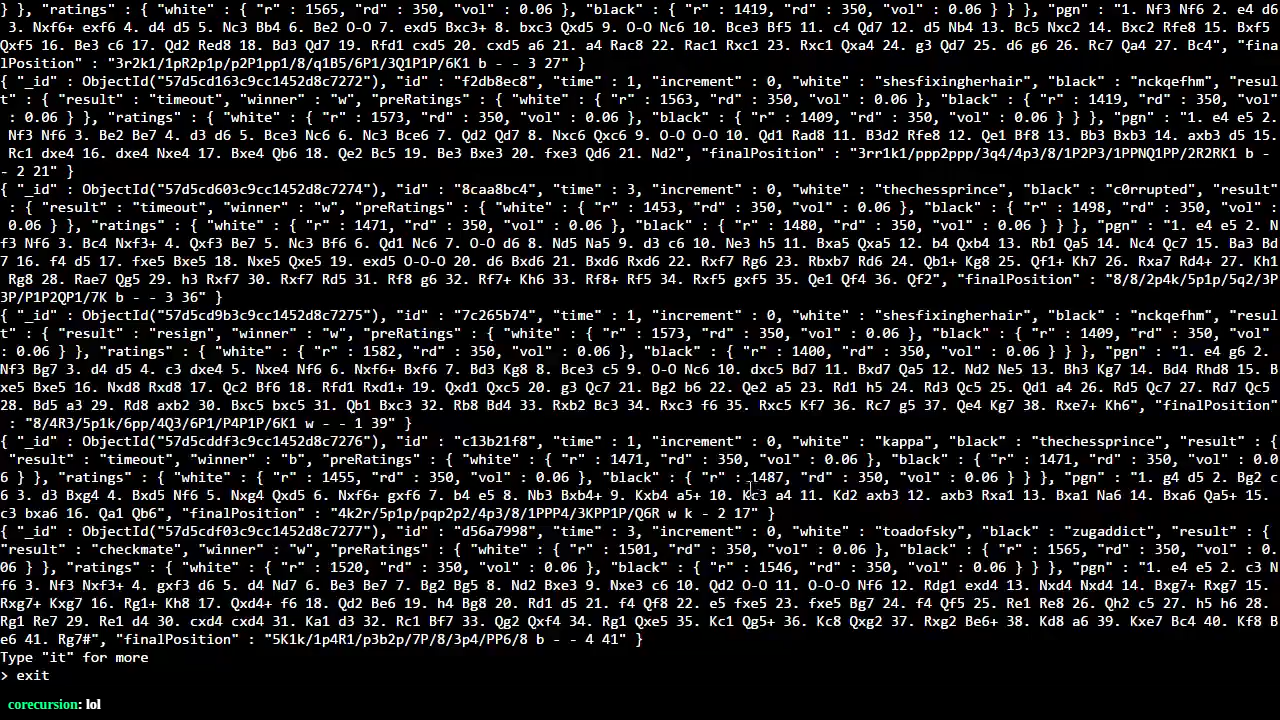 } }, "ratings" : { "white" : { "r" : 1565, "rd" : 350, "vol" : 0.06 }, "black" : { "r" : 1419, "rd" : 350, "vol" : 0.06 } } }, "pgn" : "1. Nf3 Nf6 2. e4 d6
3. Nxf6+ exf6 4. d4 d5 5. Nc3 Bb4 6. Be2 O-O 7. exd5 Bxc3+ 8. bxc3 Qxd5 9. O-O Nc6 10. Bce3 Bf5 11. c4 Qd7 12. d5 Nb4 13. Bc5 Nxc2 14. Bxc2 Rfe8 15. Bxf5
Qxf5 16. Be3 c6 17. Qd2 Red8 18. Bd3 Qd7 19. Rfd1 cxd5 20. cxd5 a6 21. a4 Rac8 22. Rac1 Rxc1 23. Rxc1 Qxa4 24. g3 Qd7 25. d6 g6 26. Rc7 Qa4 27. Bc4", "fina
lPosition" : "3r2k1/1pR2p1p/p2P1pp1/8/q1B5/6P1/3Q1P1P/6K1 b - - 3 27" }
{ "_id" : ObjectId("57d5cd163c9cc1452d8c7272"), "id" : "f2db8ec8", "time" : 1, "increment" : 0, "white" : "shesfixingherhair", "black" : "nckqefhm", "resul
t" : { "result" : "timeout", "winner" : "w", "preRatings" : { "white" : { "r" : 1563, "rd" : 350, "vol" : 0.06 }, "black" : { "r" : 1419, "rd" : 350, "vol"
: 0.06 } }, "ratings" : { "white" : { "r" : 1573, "rd" : 350, "vol" : 0.06 }, "black" : { "r" : 1409, "rd" : 350, "vol" : 0.06 } } }, "pgn" : "1. e4 e5 2.
Nf3 Nf6 3. Be2 Be7 4. d3 d6 5. Bce3 Nc6 6. Nc3 Bce6 7. Qd2 Qd7 8. Nxc6 Qxc6 9. O-O O-O 10. Qd1 Rad8 11. B3d2 Rfe8 12. Qe1 Bf8 13. Bb3 Bxb3 14. axb3 d5 15.
Rc1 dxe4 16. dxe4 Nxe4 17. Bxe4 Qb6 18. Qe2 Bc5 19. Be3 Bxe3 20. fxe3 Qd6 21. Nd2", "finalPosition" : "3rr1k1/ppp2ppp/3q4/4p3/8/1P2P3/1PPNQ1PP/2R2RK1 b -
- 2 21" }
{ "_id" : ObjectId("57d5cd603c9cc1452d8c7274"), "id" : "8caa8bc4", "time" : 3, "increment" : 0, "white" : "thechessprince", "black" : "c0rrupted", "result"
: { "result" : "timeout", "winner" : "w", "preRatings" : { "white" : { "r" : 1453, "rd" : 350, "vol" : 0.06 }, "black" : { "r" : 1498, "rd" : 350, "vol" :
0.06 } }, "ratings" : { "white" : { "r" : 1471, "rd" : 350, "vol" : 0.06 }, "black" : { "r" : 1480, "rd" : 350, "vol" : 0.06 } } }, "pgn" : "1. e4 e5 2. N
f3 Nf6 3. Bc4 Nxf3+ 4. Qxf3 Be7 5. Nc3 Bf6 6. Qd1 Nc6 7. O-O d6 8. Nd5 Na5 9. d3 c6 10. Ne3 h5 11. Bxa5 Qxa5 12. b4 Qxb4 13. Rb1 Qa5 14. Nc4 Qc7 15. Ba3 Bd
7 16. f4 d5 17. fxe5 Bxe5 18. Nxe5 Qxe5 19. exd5 O-O-O 20. d6 Bxd6 21. Bxd6 Rxd6 22. Rxf7 Rg6 23. Rbxb7 Rd6 24. Qb1+ Kg8 25. Qf1+ Kh7 26. Rxa7 Rd4+ 27. Kh1
Rg8 28. Rae7 Qg5 29. h3 Rxf7 30. Rxf7 Rd5 31. Rf8 g6 32. Rf7+ Kh6 33. Rf8+ Rf5 34. Rxf5 gxf5 35. Qe1 Qf4 36. Qf2", "finalPosition" : "8/8/2p4k/5p1p/5q2/3P
3P/P1P2QP1/7K b - - 3 36" }
{ "_id" : ObjectId("57d5cd9b3c9cc1452d8c7275"), "id" : "7c265b74", "time" : 1, "increment" : 0, "white" : "shesfixingherhair", "black" : "nckqefhm", "resul
t" : { "result" : "resign", "winner" : "w", "preRatings" : { "white" : { "r" : 1573, "rd" : 350, "vol" : 0.06 }, "black" : { "r" : 1409, "rd" : 350, "vol"
: 0.06 } }, "ratings" : { "white" : { "r" : 1582, "rd" : 350, "vol" : 0.06 }, "black" : { "r" : 1400, "rd" : 350, "vol" : 0.06 } } }, "pgn" : "1. e4 g6 2.
Nf3 Bg7 3. d4 d5 4. c3 dxe4 5. Nxe4 Nf6 6. Nxf6+ Bxf6 7. Bd3 Kg8 8. Bce3 c5 9. O-O Nc6 10. dxc5 Bd7 11. Bxd7 Qa5 12. Nd2 Ne5 13. Bh3 Kg7 14. Bd4 Rhd8 15. B
xe5 Bxe5 16. Nxd8 Rxd8 17. Qc2 Bf6 18. Rfd1 Rxd1+ 19. Qxd1 Qxc5 20. g3 Qc7 21. Bg2 b6 22. Qe2 a5 23. Rd1 h5 24. Rd3 Qc5 25. Qd1 a4 26. Rd5 Qc7 27. Rd7 Qc5
28. Bd5 a3 29. Rd8 axb2 30. Bxc5 bxc5 31. Qb1 Bxc3 32. Rb8 Bd4 33. Rxb2 Bc3 34. Rxc3 f6 35. Rxc5 Kf7 36. Rc7 g5 37. Qe4 Kg7 38. Rxe7+ Kh6", "finalPosition"
: "8/4R3/5p1k/6pp/4Q3/6P1/P4P1P/6K1 w - - 1 39" }
{ "_id" : ObjectId("57d5cddf3c9cc1452d8c7276"), "id" : "c13b21f8", "time" : 1, "increment" : 0, "white" : "kappa", "black" : "thechessprince", "result" : {
"result" : "timeout", "winner" : "b", "preRatings" : { "white" : { "r" : 1471, "rd" : 350, "vol" : 0.06 }, "black" : { "r" : 1471, "rd" : 350, "vol" : 0.0
6 } }, "ratings" : { "white" : { "r" : 1455, "rd" : 350, "vol" : 0.06 }, "black" : { "r" : 1487, "rd" : 350, "vol" : 0.06 } } }, "pgn" : "1. g4 d5 2. Bg2 c
6 3. d3 Bxg4 4. Bxd5 Nf6 5. Nxg4 Qxd5 6. Nxf6+ gxf6 7. b4 e5 8. Nb3 Bxb4+ 9. Kxb4 a5+ 10. Kc3 a4 11. Kd2 axb3 12. axb3 Rxa1 13. Bxa1 Na6 14. Bxa6 Qa5+ 15.
c3 bxa6 16. Qa1 Qb6", "finalPosition" : "4k2r/5p1p/pqp2p2/4p3/8/1PPP4/3KPP1P/Q6R w k - 2 17" }
{ "_id" : ObjectId("57d5cdf03c9cc1452d8c7277"), "id" : "d56a7998", "time" : 3, "increment" : 0, "white" : "toadofsky", "black" : "zugaddict", "result" : {
"result" : "checkmate", "winner" : "w", "preRatings" : { "white" : { "r" : 1501, "rd" : 350, "vol" : 0.06 }, "black" : { "r" : 1565, "rd" : 350, "vol" : 0.
06 } }, "ratings" : { "white" : { "r" : 1520, "rd" : 350, "vol" : 0.06 }, "black" : { "r" : 1546, "rd" : 350, "vol" : 0.06 } } }, "pgn" : "1. e4 e5 2. c3 N
f6 3. Nf3 Nxf3+ 4. gxf3 d6 5. d4 Nd7 6. Be3 Be7 7. Bg2 Bg5 8. Nd2 Bxe3 9. Nxe3 c6 10. Qd2 O-O 11. O-O-O Nf6 12. Rdg1 exd4 13. Nxd4 Nxd4 14. Bxg7+ Rxg7 15.
Rxg7+ Kxg7 16. Rg1+ Kh8 17. Qxd4+ f6 18. Qd2 Be6 19. h4 Bg8 20. Rd1 d5 21. f4 Qf8 22. e5 fxe5 23. fxe5 Bg7 24. f4 Qf5 25. Re1 Re8 26. Qh2 c5 27. h5 h6 28.
Rg1 Re7 29. Re1 d4 30. cxd4 cxd4 31. Ka1 d3 32. Rc1 Bf7 33. Qg2 Qxf4 34. Rg1 Qxe5 35. Kc1 Qg5+ 36. Kc8 Qxg2 37. Rxg2 Be6+ 38. Kd8 a6 39. Kxe7 Bc4 40. Kf8 B
e6 41. Rg7#", "finalPosition" : "5K1k/1p4R1/p3b2p/7P/8/3p4/PP6/8 b - - 4 41" }
Type "it" for more
> exit
corecursion: lol